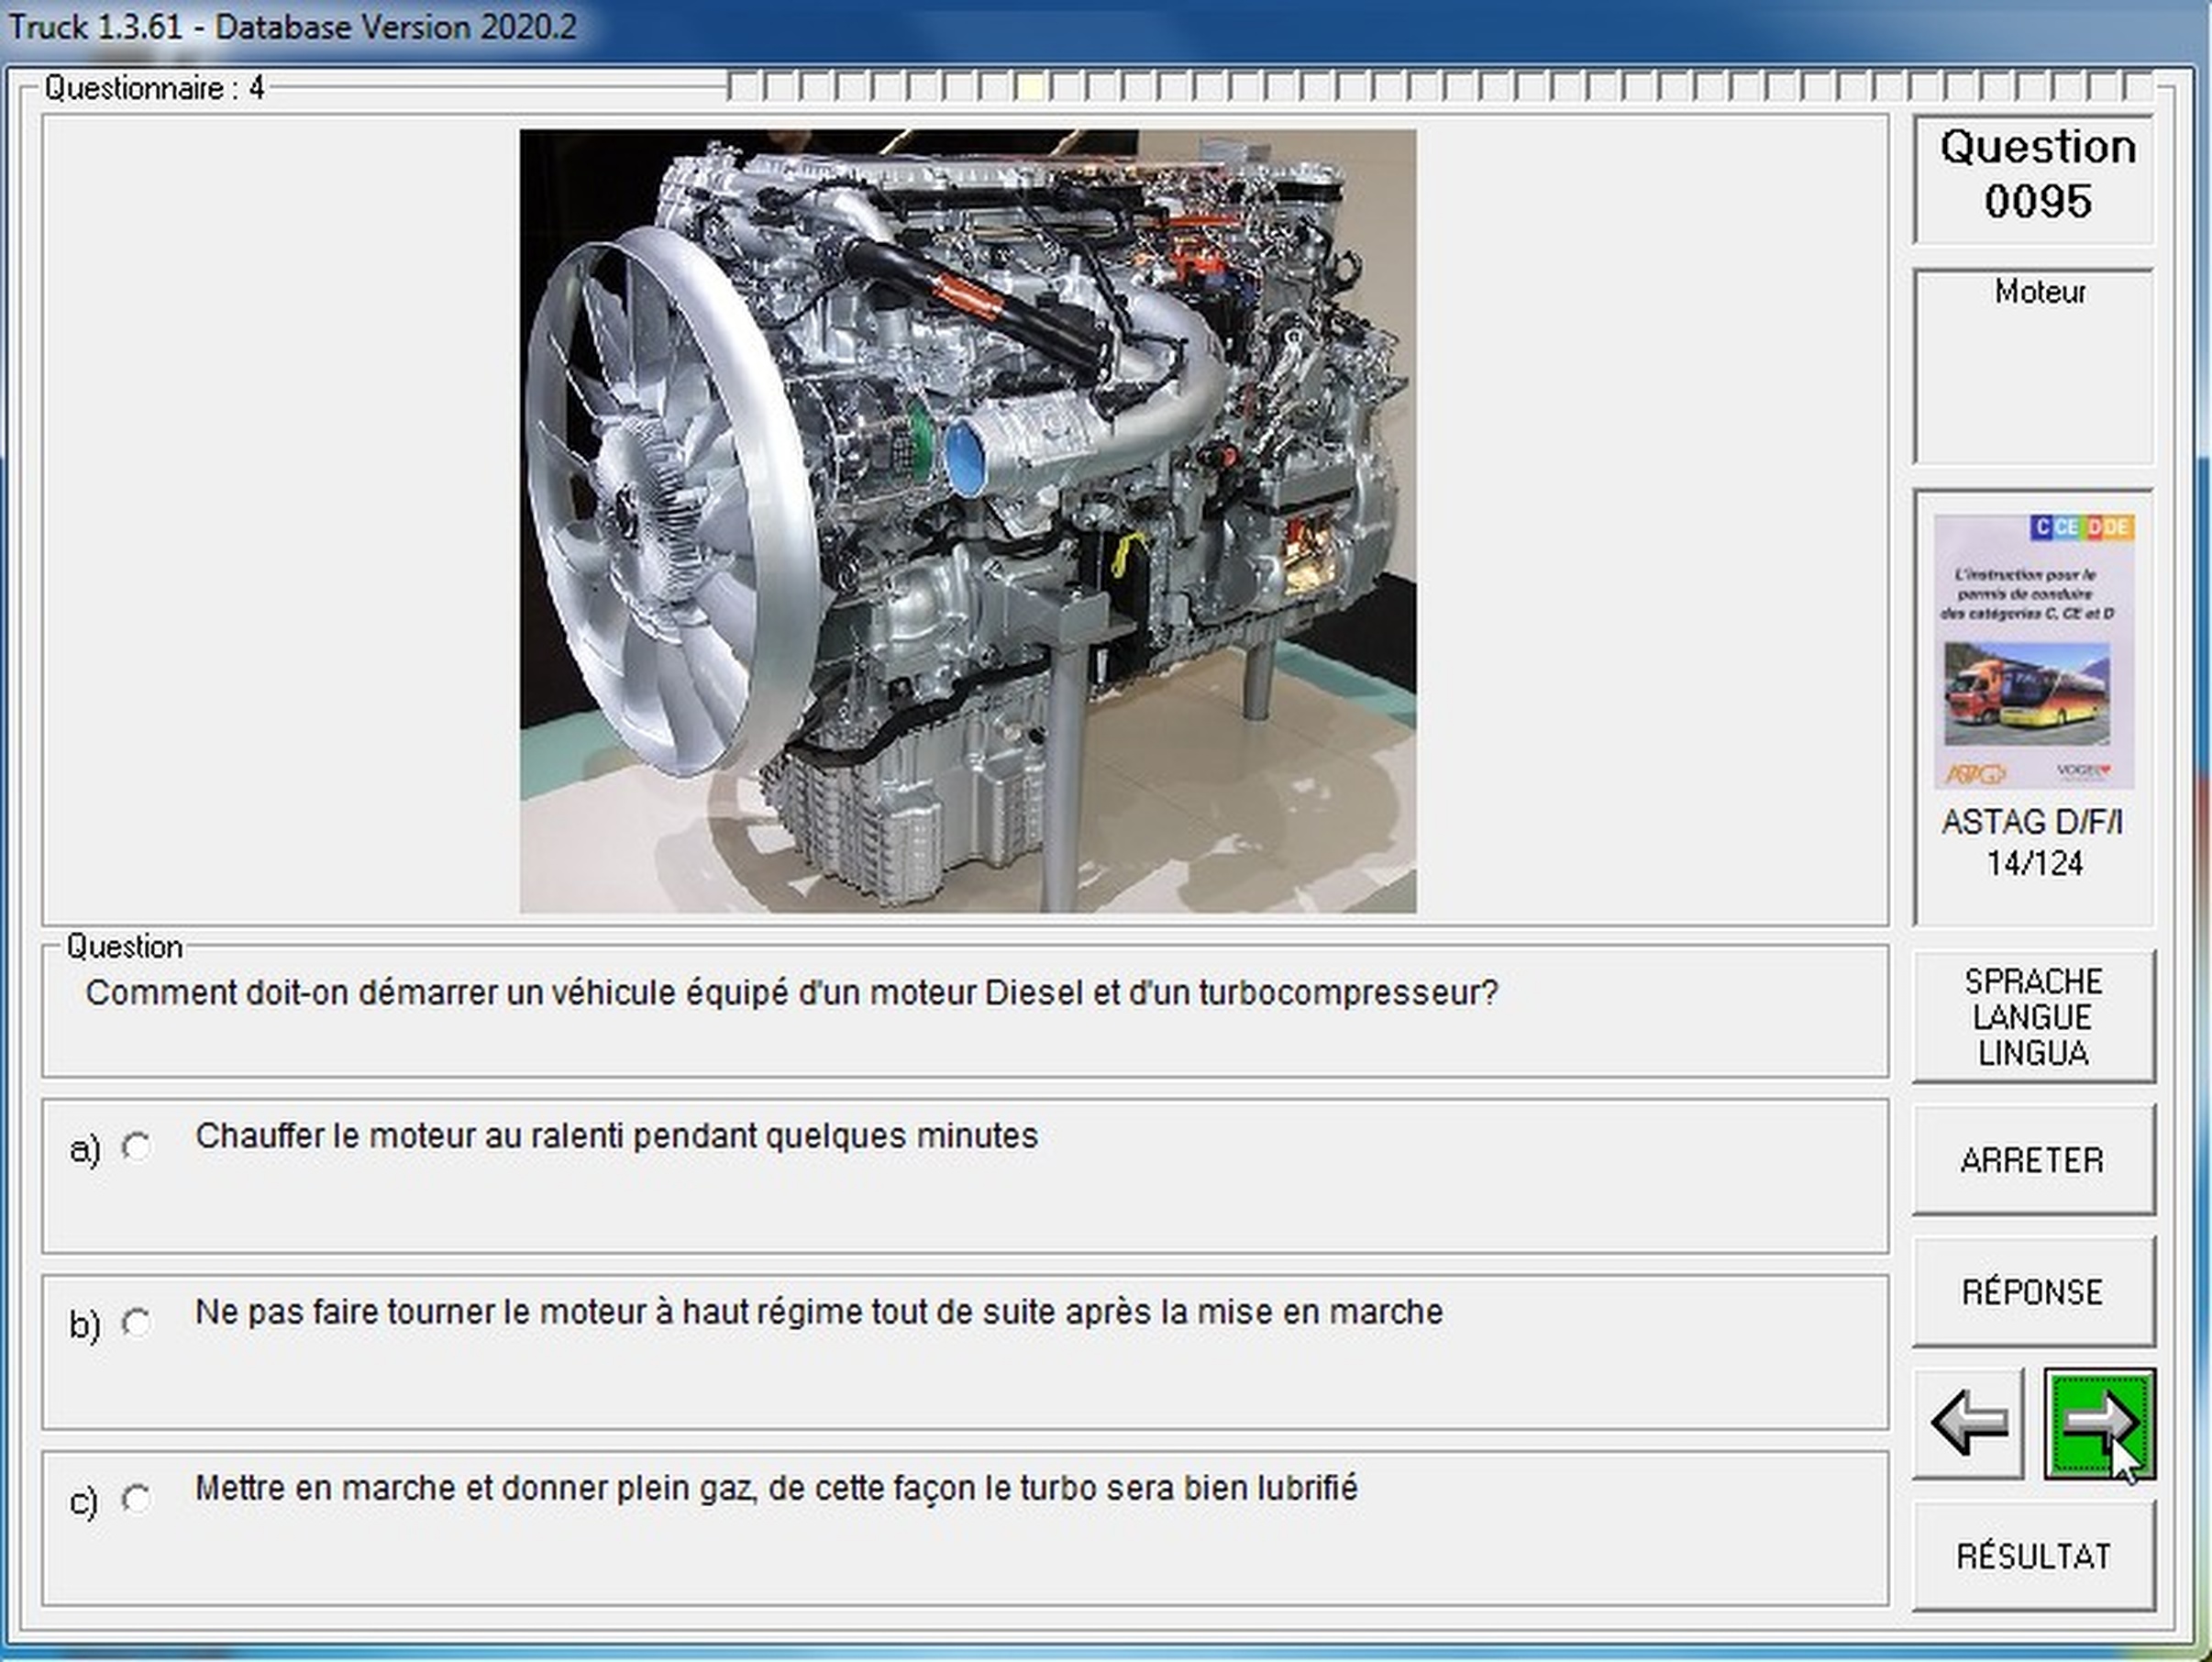 Truck 1.3.61 - Database Version 2020.2
Questionnaire : 4
Question
0095
Moteur
C CE D DE
L'instruction pour le
permis de conduire
des catégories C, CE et D
ASTAG
VOGEL
ASTAG D/F/I
14/124
Question
Comment doit-on démarrer un véhicule équipé d'un moteur Diesel et d'un turbocompresseur?
a) Chauffer le moteur au ralenti pendant quelques minutes
b) Ne pas faire tourner le moteur à haut régime tout de suite après la mise en marche
c) Mettre en marche et donner plein gaz, de cette façon le turbo sera bien lubrifié
SPRACHE
LANGUE
LINGUA
ARRETER
RÉPONSE
RÉSULTAT